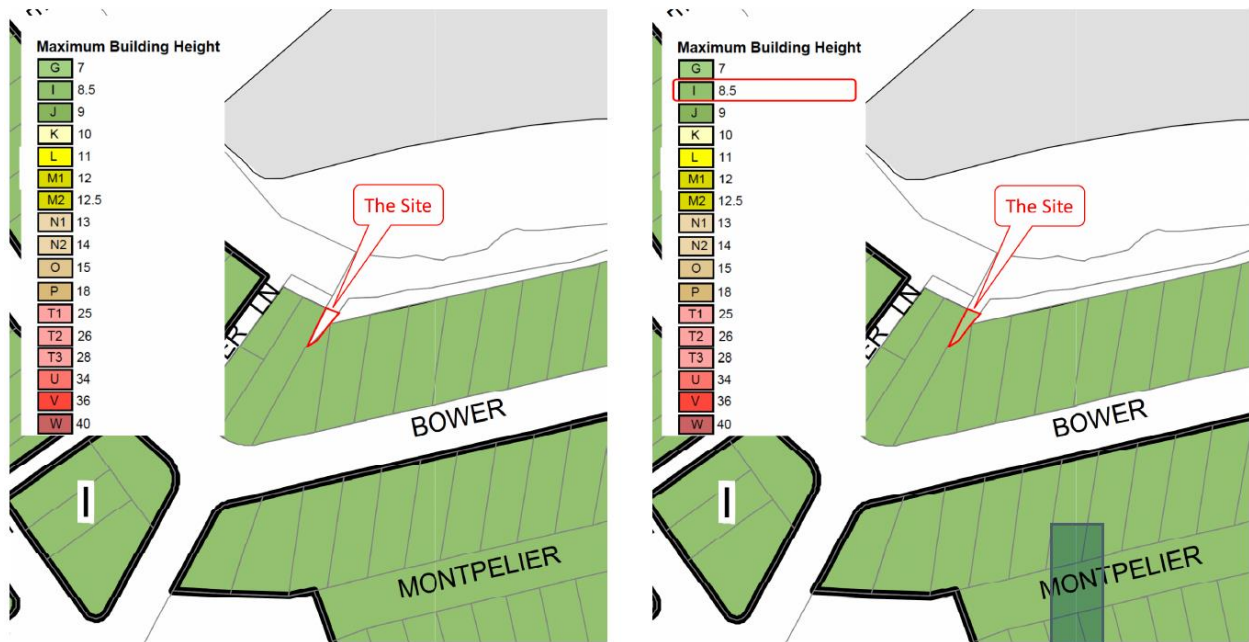 Maximum Building Height
G 7
I 8.5
J 9
K 10
L 11
M1 12
M2 12.5
N1 13
N2 14
O 15
P 18
T1 25
T2 26
T3 28
U 34
V 36
W 40
The Site
BOWER
I
MONTPELIER
Maximum Building Height
G 7
I 8.5
J 9
K 10
L 11
M1 12
M2 12.5
N1 13
N2 14
O 15
P 18
T1 25
T2 26
T3 28
U 34
V 36
W 40
The Site
BOWER
I
MONTPELIER